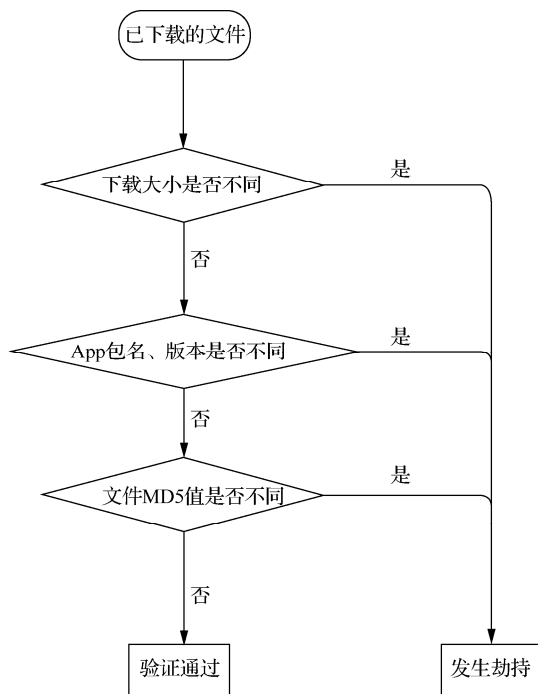 已下载的文件
下载大小是否不同
是
否
App包名、版本是否不同
是
否
文件MD5值是否不同
是
否
验证通过
发生劫持